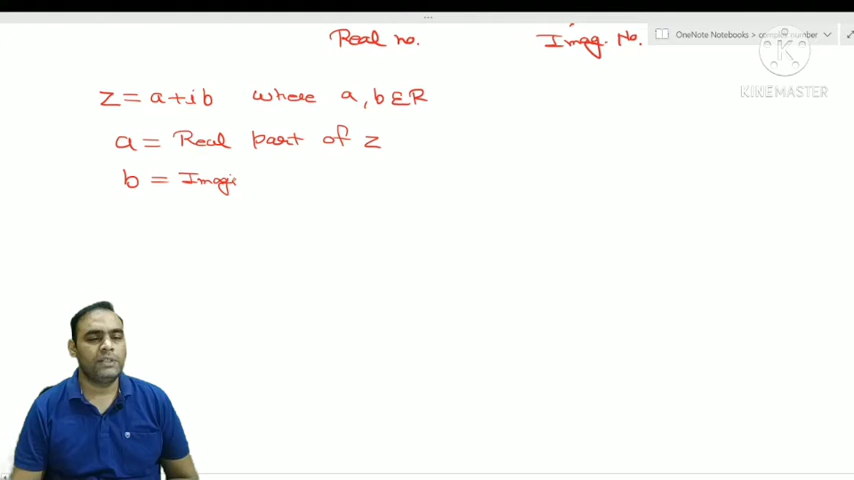 ...
Real no. Imag. No. OneNote Notebooks > complex number
K
KINEMASTER
z = a+ib where a, b ε R
a = Real part of z
b = Imagi